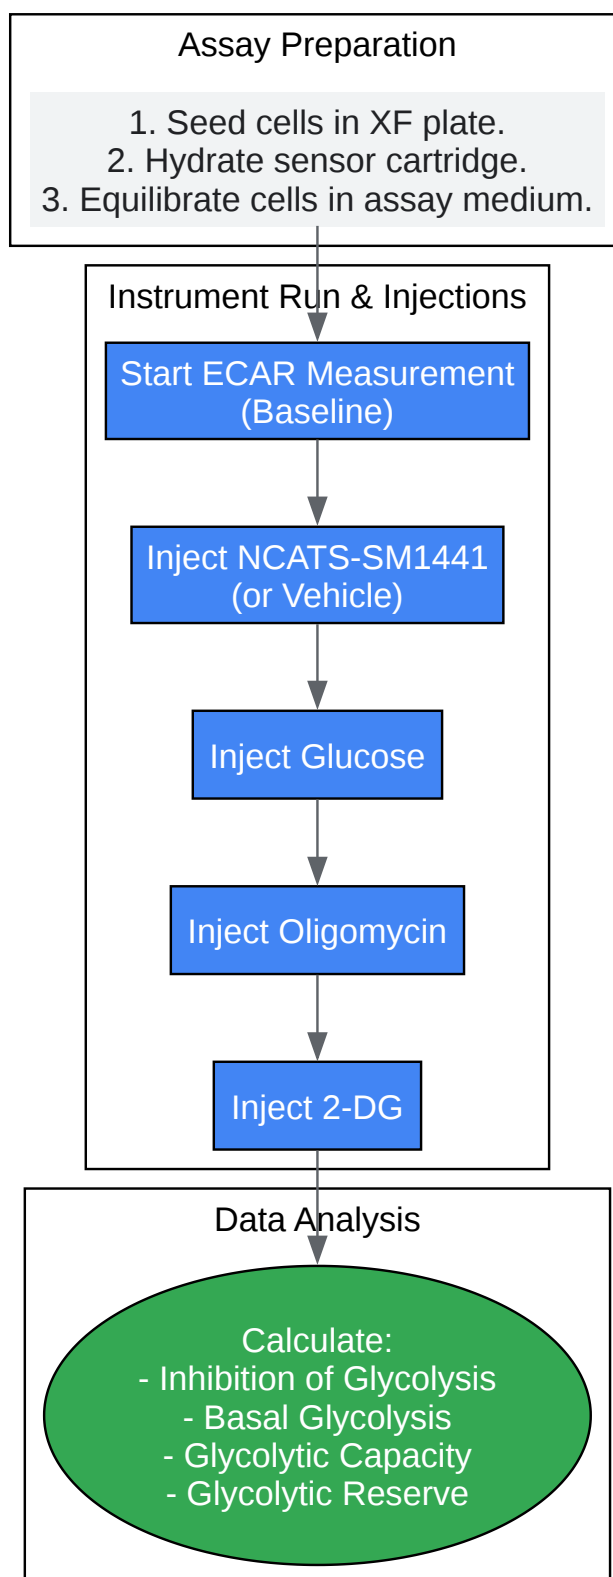 Assay Preparation
1. Seed cells in XF plate.
2. Hydrate sensor cartridge.
3. Equilibrate cells in assay medium.
Instrument Run & Injections
Start ECAR Measurement
(Baseline)
Inject NCATS-SM1441
(or Vehicle)
Inject Glucose
Inject Oligomycin
Inject 2-DG
Data Analysis
Calculate:
- Inhibition of Glycolysis
- Basal Glycolysis
- Glycolytic Capacity
- Glycolytic Reserve